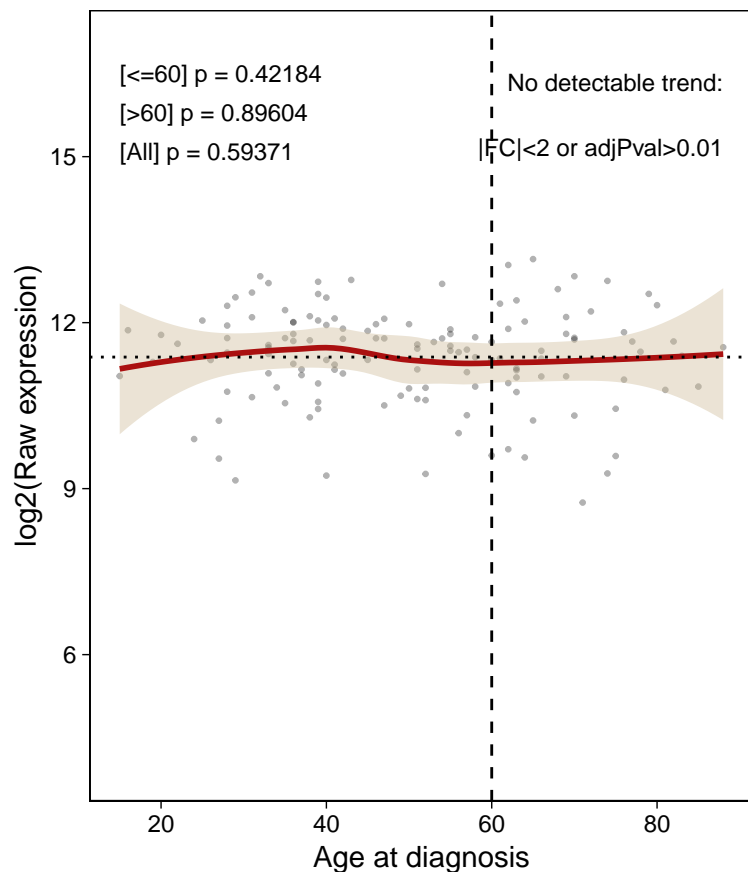 [<=60] p = 0.42184
[>60] p = 0.89604
[All] p = 0.59371
No detectable trend:
|FC|<2 or adjPval>0.01
log2(Raw expression)
15
12
9
6
20
40
60
80
Age at diagnosis